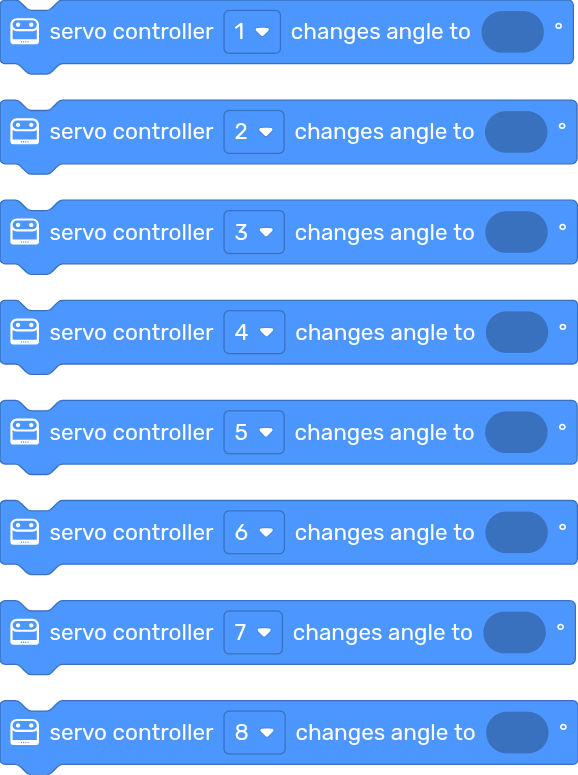 servo controller 1 changes angle to °
servo controller 2 changes angle to °
servo controller 3 changes angle to °
servo controller 4 changes angle to °
servo controller 5 changes angle to °
servo controller 6 changes angle to °
servo controller 7 changes angle to °
servo controller 8 changes angle to °